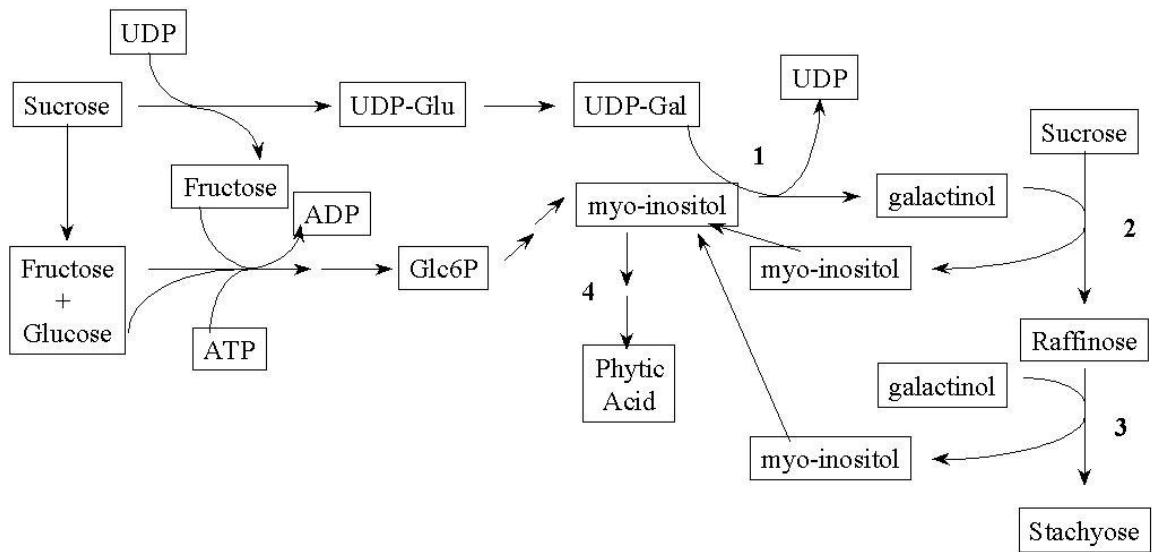 UDP
UDP
Sucrose
UDP-Glu
UDP-Gal
Sucrose
1
Fructose
ADP
myo-inositol
galactinol
2
Fructose
+
Glucose
Glc6P
myo-inositol
4
ATP
Raffinose
Phytic
Acid
galactinol
3
myo-inositol
Stachyose